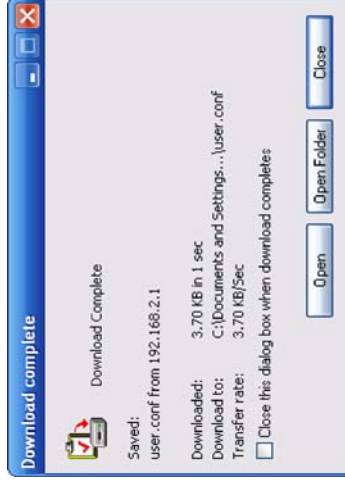 Download complete
Download Complete
Saved:
user.conf from 192.168.2.1
Downloaded: 3.70 KB in 1 sec
Download to: C:\Documents and Settings...\user.conf
Transfer rate: 3.70 KB/Sec
Close this dialog box when download completes
Open Open Folder Close